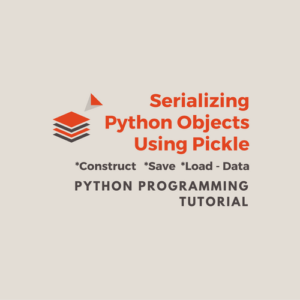 Serializing
Python Objects
Using Pickle
*Construct *Save *Load - Data
PYTHON PROGRAMMING
TUTORIAL